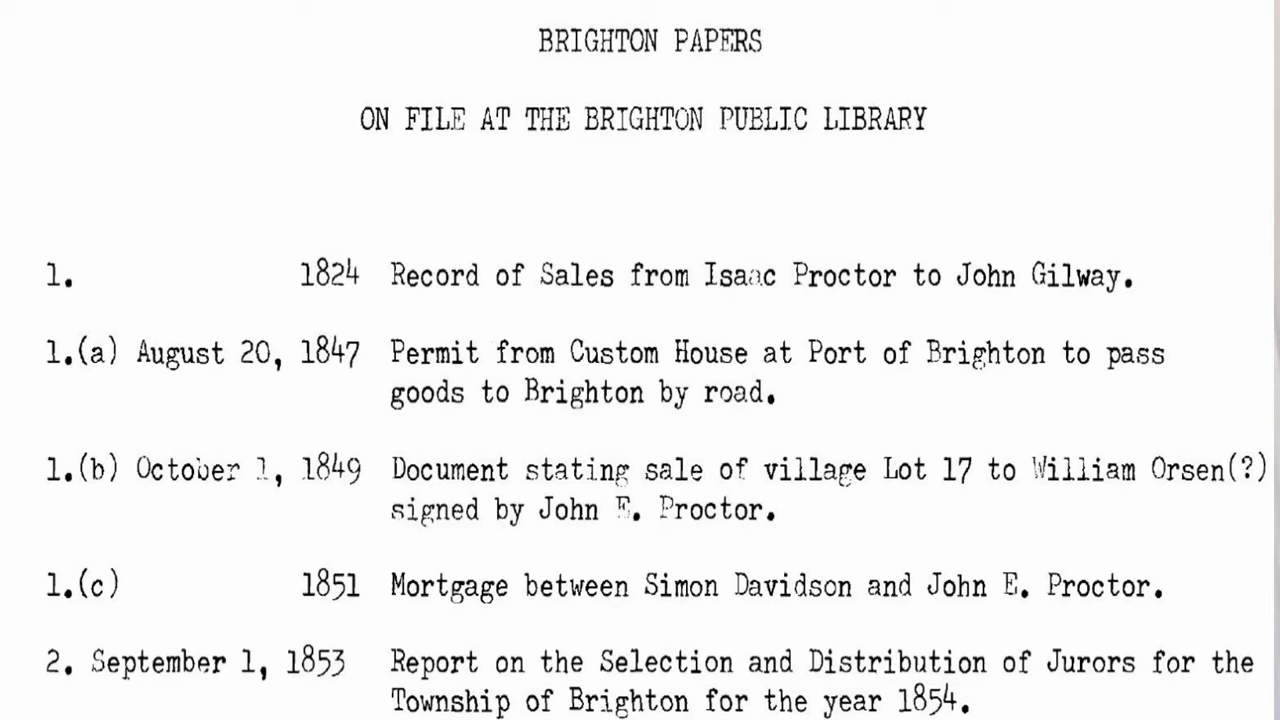 BRIGHTON PAPERS
ON FILE AT THE BRIGHTON PUBLIC LIBRARY
1. 1824 Record of Sales from Isaac Proctor to John Gilway.
1.(a) August 20, 1847 Permit from Custom House at Port of Brighton to pass
goods to Brighton by road.
1.(b) October 1, 1849 Document stating sale of village Lot 17 to William Orsen(?)
signed by John E. Proctor.
1.(c) 1851 Mortgage between Simon Davidson and John E. Proctor.
2. September 1, 1853 Report on the Selection and Distribution of Jurors for the
Township of Brighton for the year 1854.